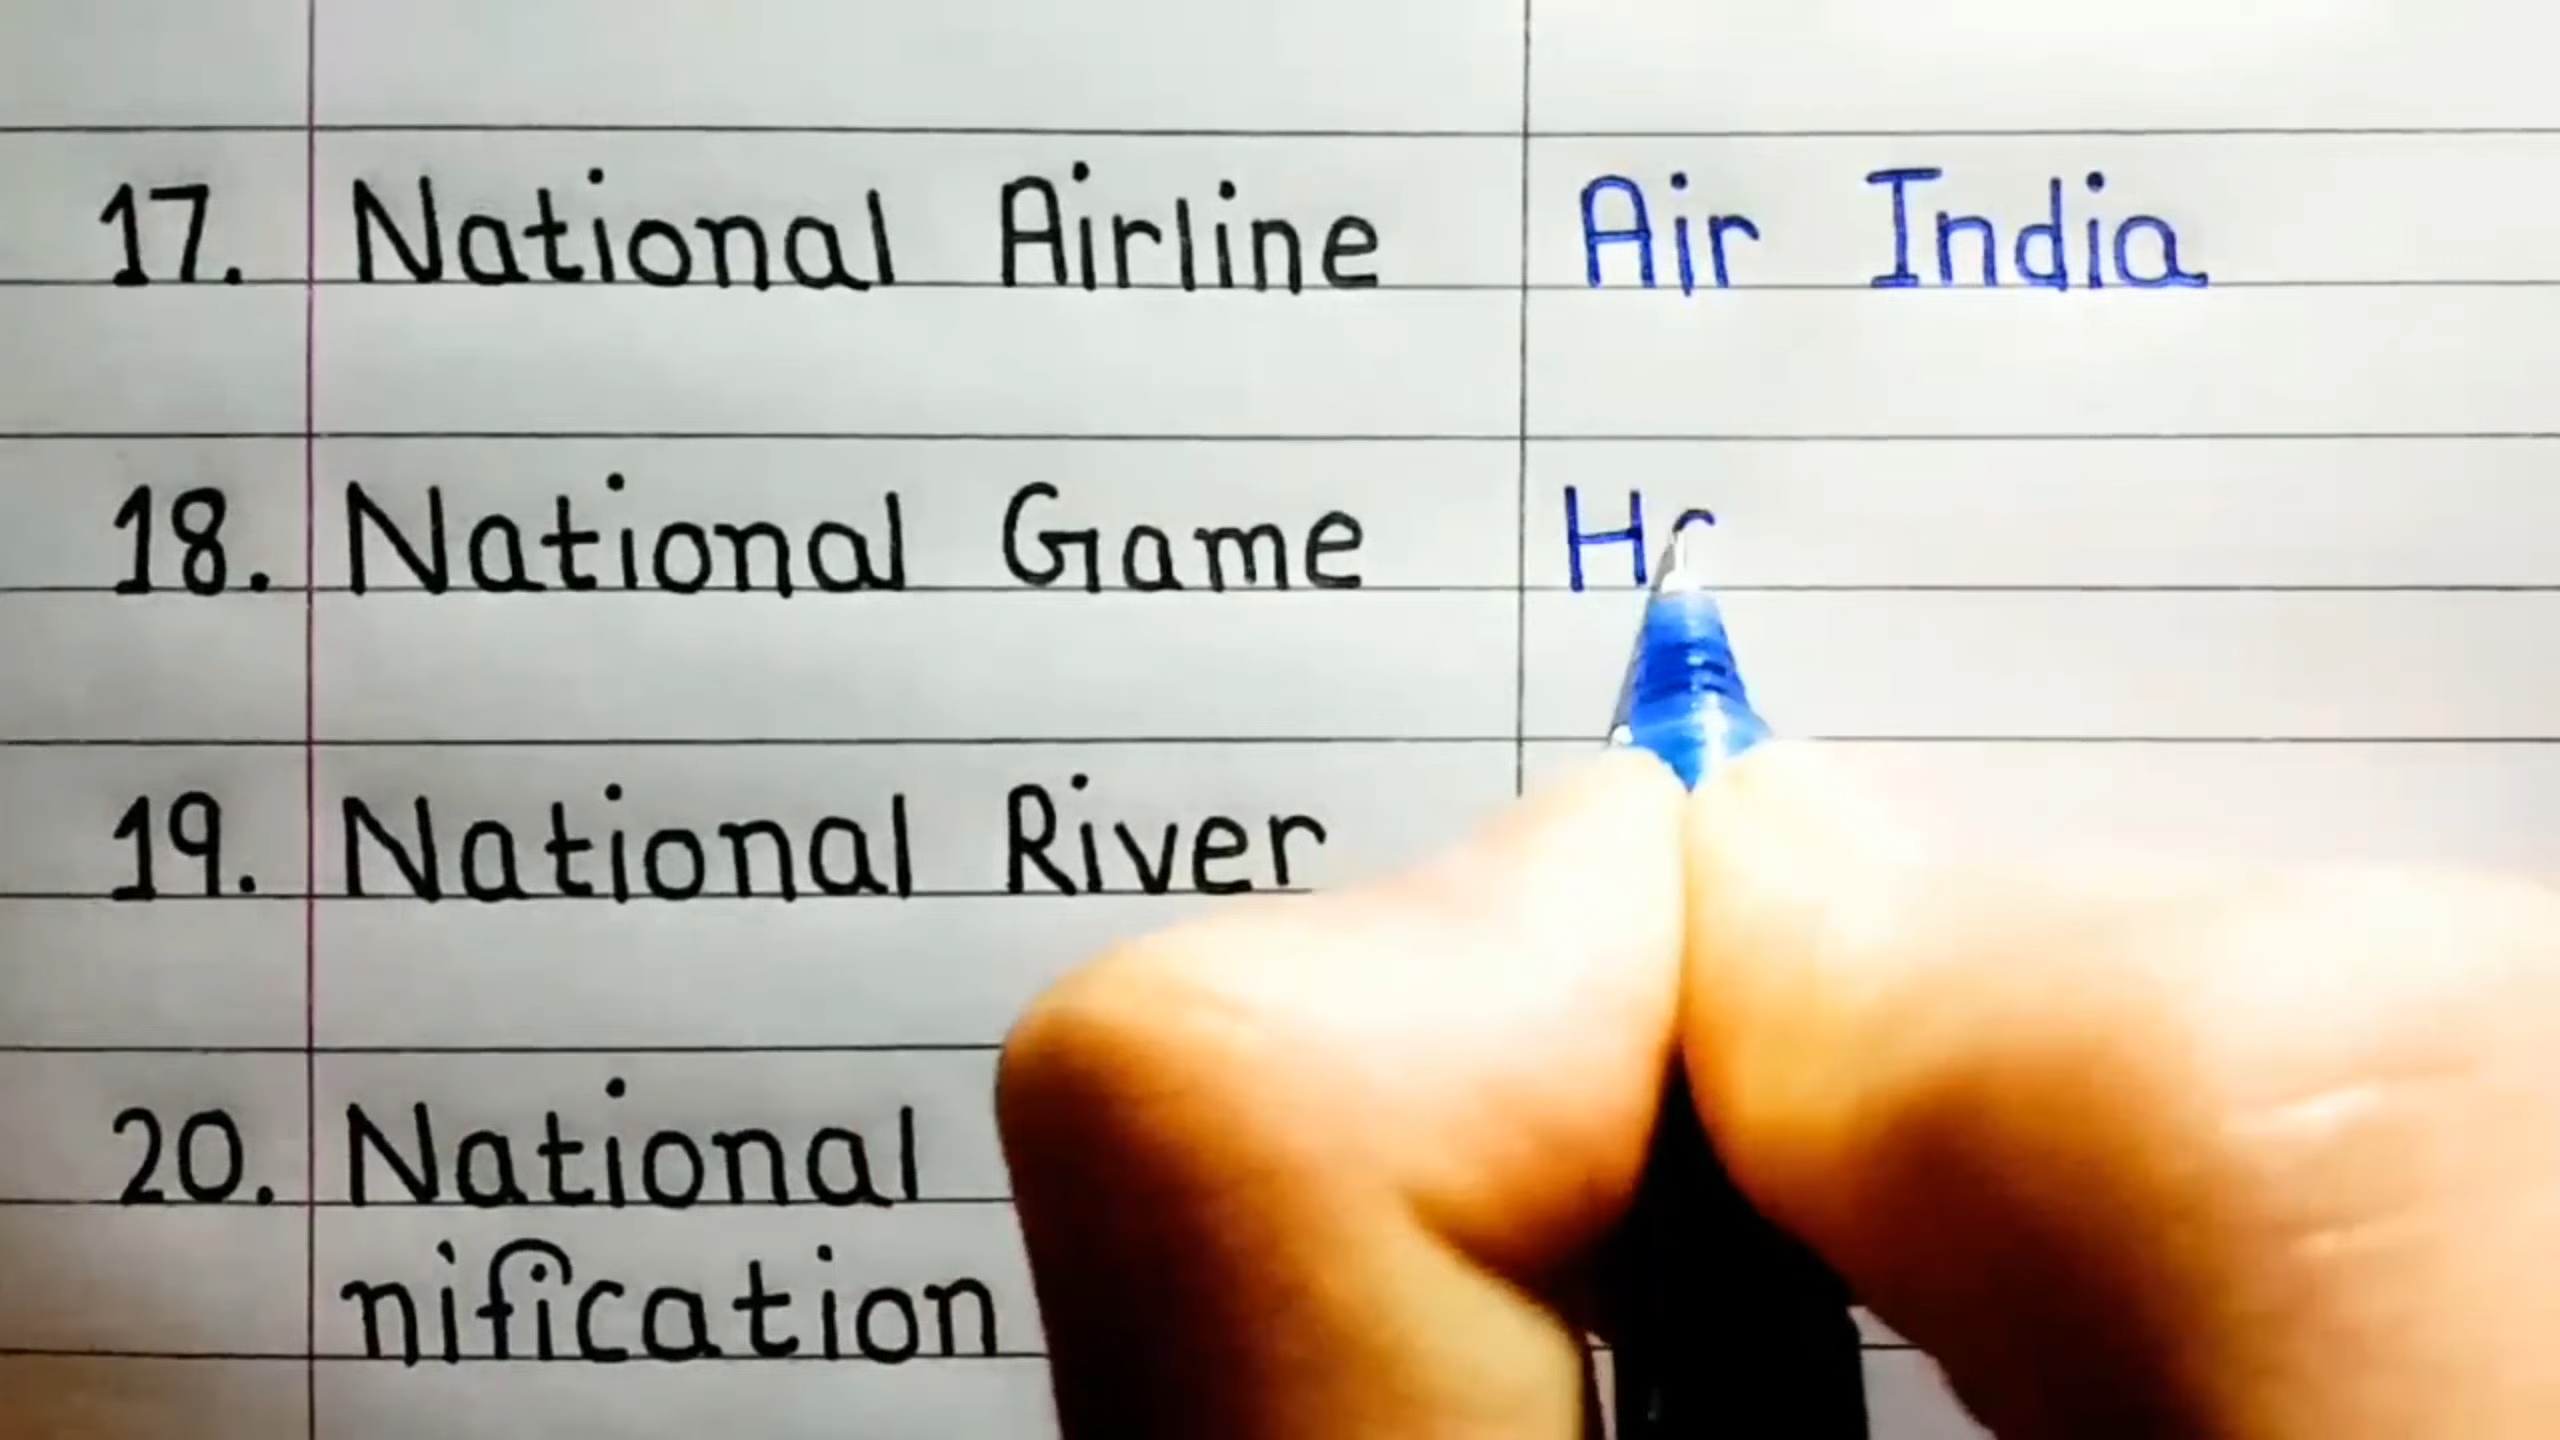 17. National Airline Air India
18. National Game H
19. National River
20. National
nification